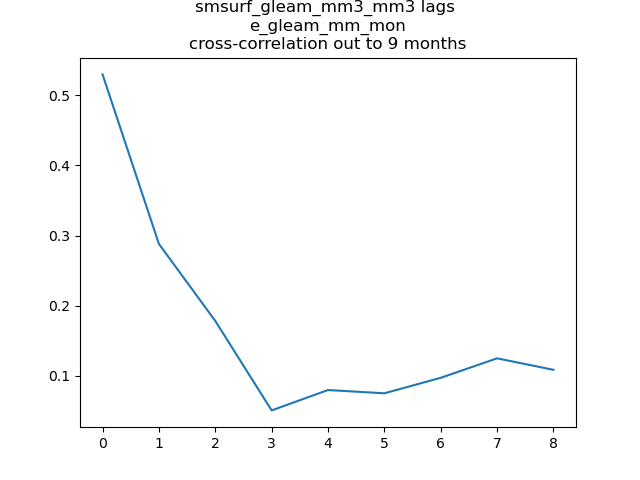 smsurf_gleam_mm3_mm3 lags
e_gleam_mm_mon
cross-correlation out to 9 months
0.5
0.4
0.3
0.2
0.1
0 1 2 3 4 5 6 7 8